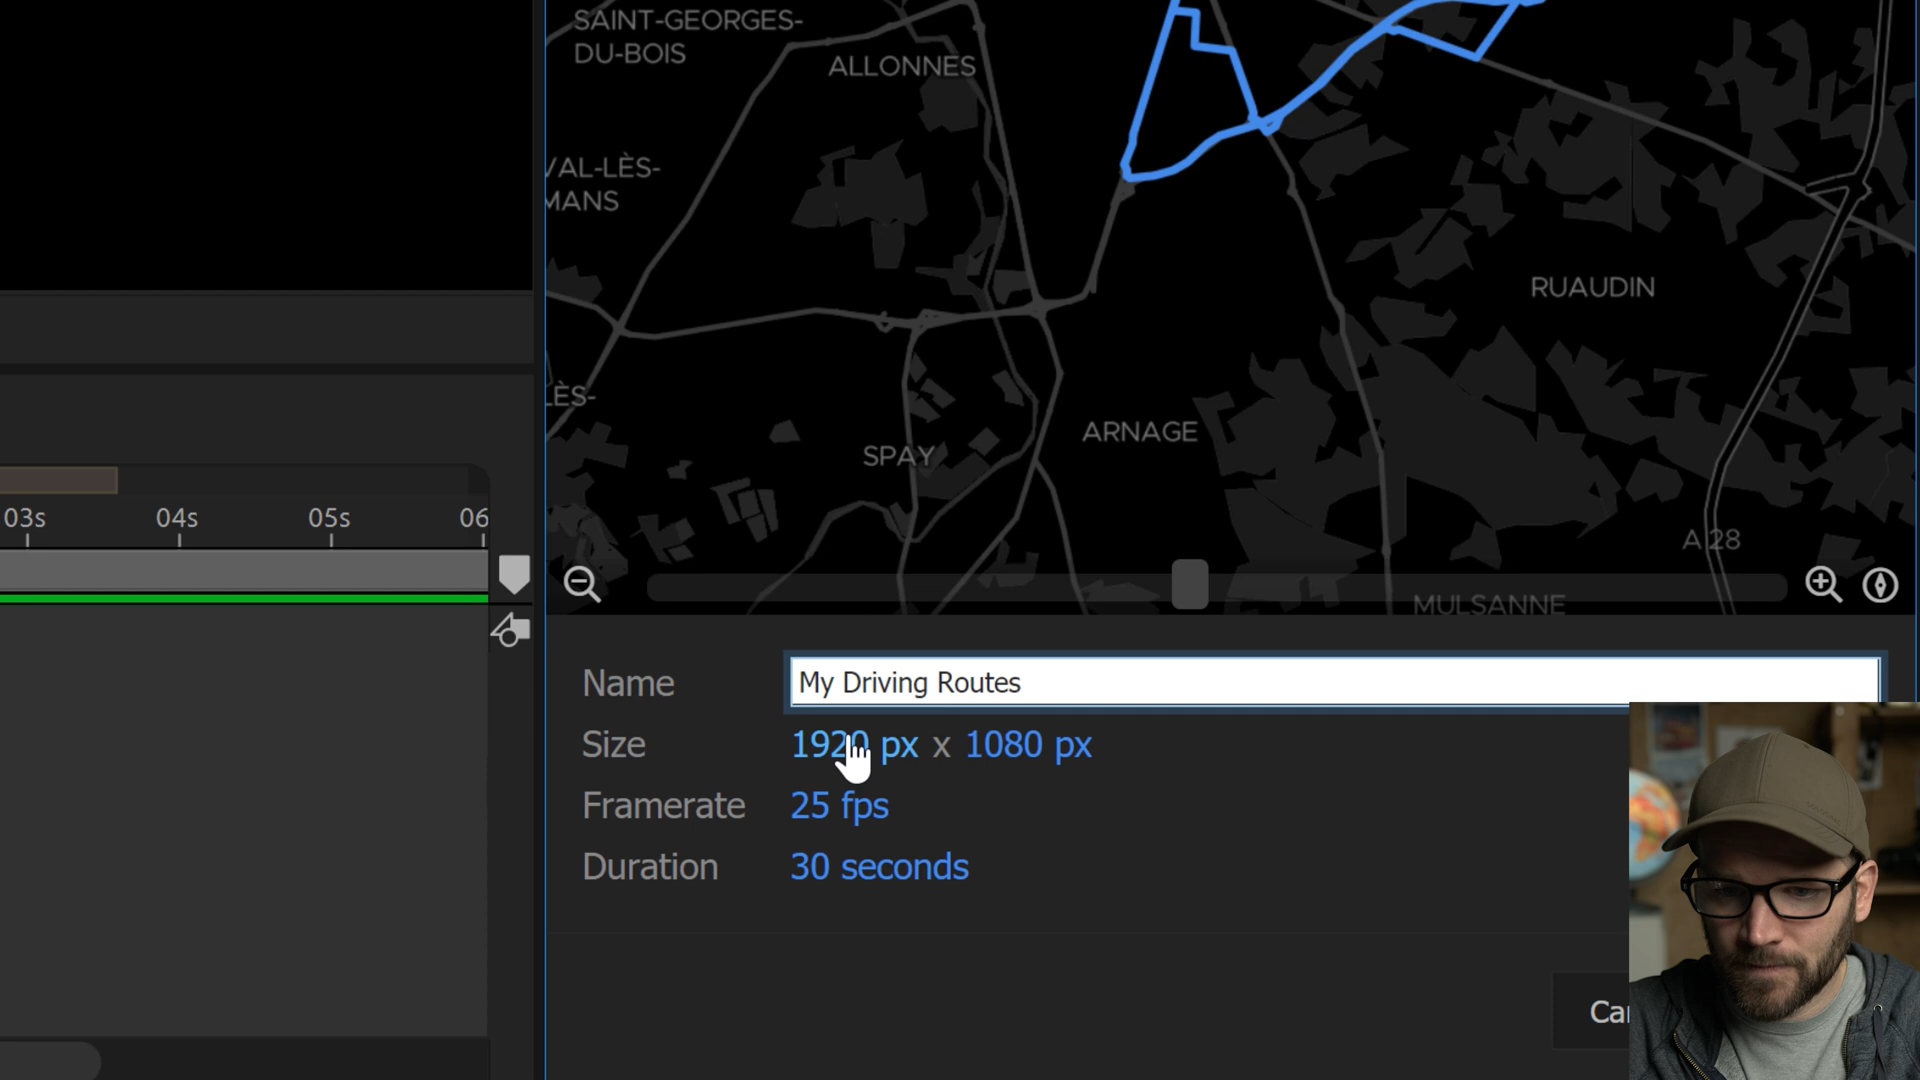 SAINT-GEORGES-
DU-BOIS
ALLONNES
VAL-LÈS-
MANS
RUAUDIN
LÈS-
ARNAGE
SPAY
A 28
MULSANNE
03s
04s
05s
06
Name
My Driving Routes
Size
1920 px x 1080 px
Framerate
25 fps
Duration
30 seconds
Ca